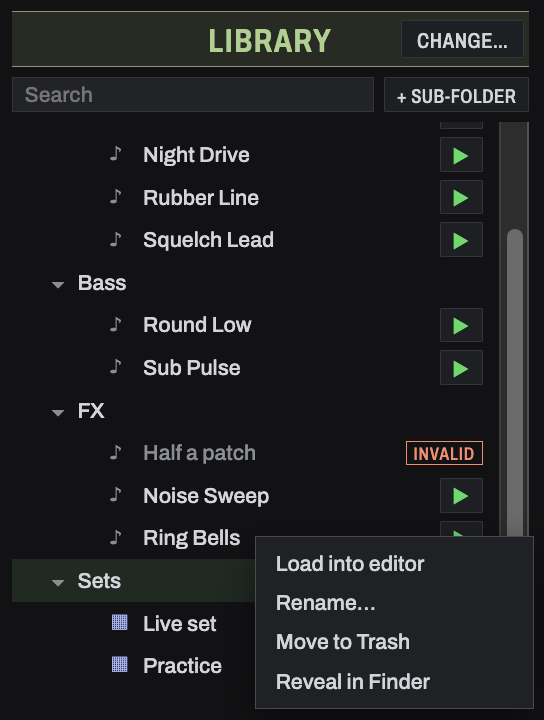 LIBRARY
CHANGE...
Search
+ SUB-FOLDER
Night Drive
Rubber Line
Squelch Lead
Bass
Round Low
Sub Pulse
FX
Half a patch
INVALID
Noise Sweep
Ring Bells
Sets
Live set
Practice
Load into editor
Rename...
Move to Trash
Reveal in Finder